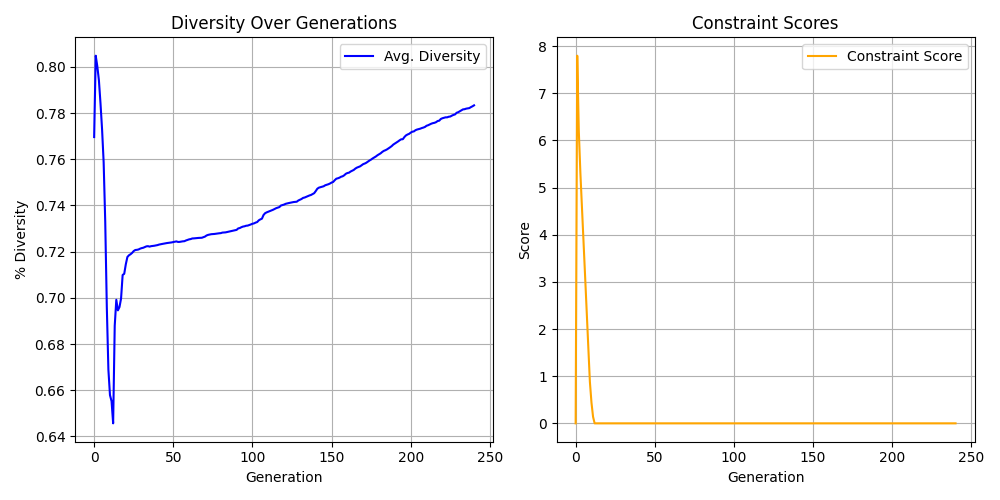 Diversity Over Generations
Avg. Diversity
0.80
0.78
0.76
0.74
0.72
0.70
0.68
0.66
0.64
% Diversity
0 50 100 150 200 250
Generation
Constraint Scores
Constraint Score
8
7
6
5
4
3
2
1
0
Score
0 50 100 150 200 250
Generation